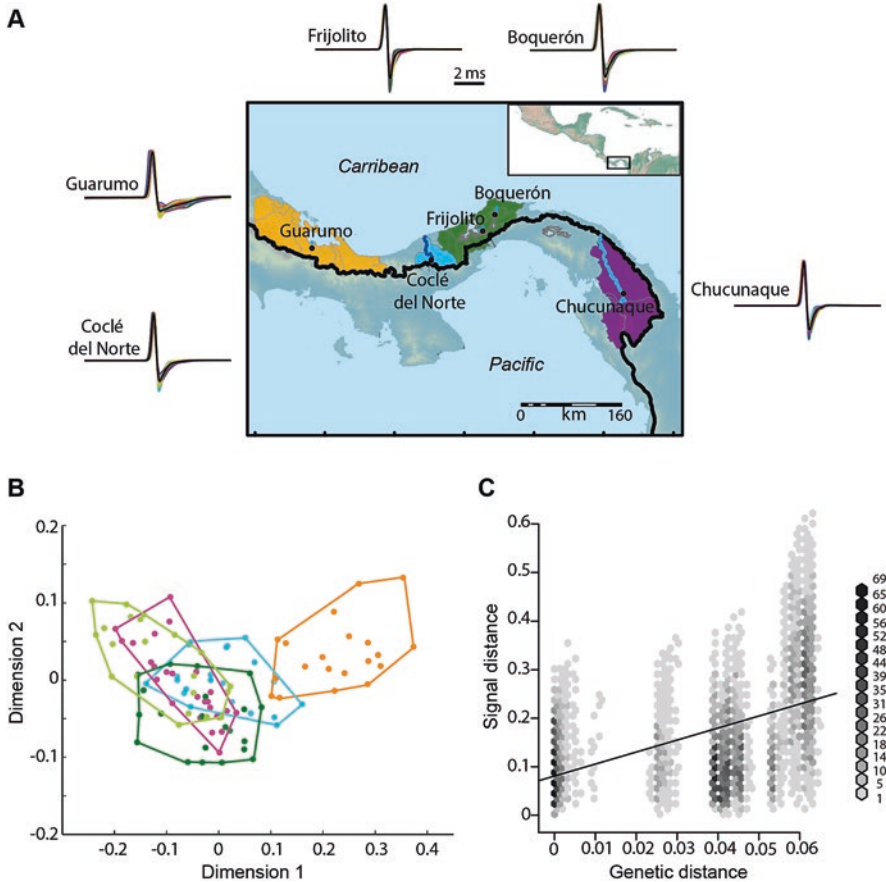 A
Frijolito
Boquerón
2 ms
Guarumo
Carribean
Boquerón
Frijolito
Guarumo
Coclé
del Norte
Chucunaque
Chucunaque
Coclé
del Norte
Pacific
0 km 160
B
0.2
0.1
0
-0.1
-0.2
Dimension 2
-0.2 -0.1 0 0.1 0.2 0.3 0.4
Dimension 1
C
0.6
0.5
0.4
0.3
0.2
0.1
0
Signal distance
0 0.01 0.02 0.03 0.04 0.05 0.06
Genetic distance
69
65
60
56
52
48
44
39
35
31
26
22
18
14
10
5
1